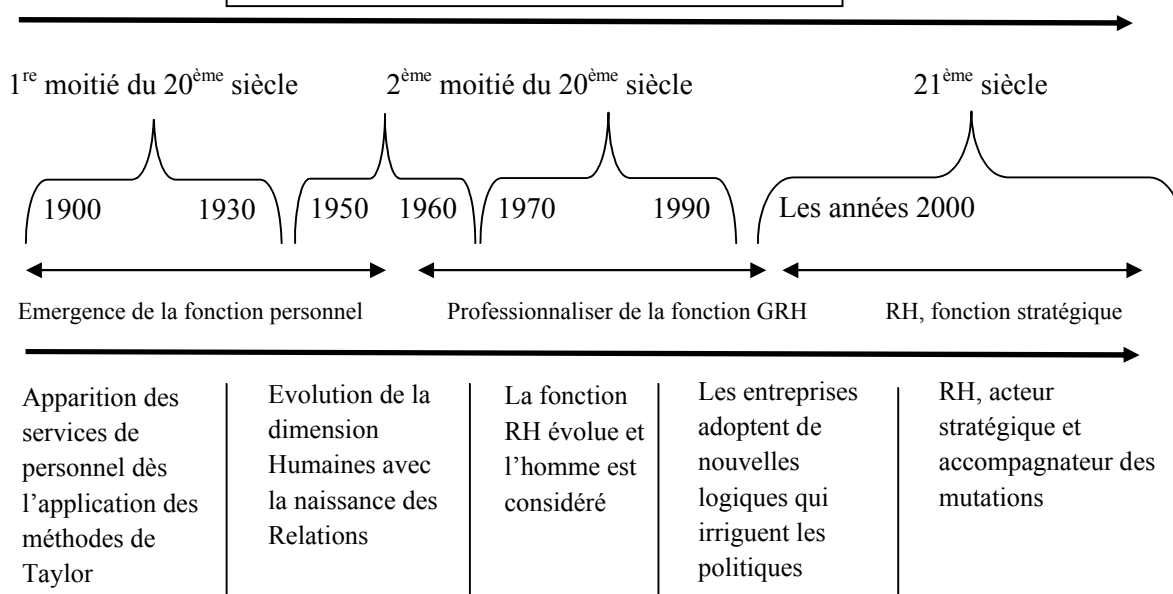 1re moitié du 20ème siècle 2ème moitié du 20ème siècle 21ème siècle
1900 1930 1950 1960 1970 1990 Les années 2000
Emergence de la fonction personnel Professionnaliser de la fonction GRH RH, fonction stratégique
Apparition des
services de
personnel dès
l’application des
méthodes de
Taylor
Evolution de la
dimension
Humaines avec
la naissance des
Relations
La fonction
RH évolue et
l’homme est
considéré
Les entreprises
adoptent de
nouvelles
logiques qui
irriguent les
politiques
RH, acteur
stratégique et
accompagnateur des
mutations